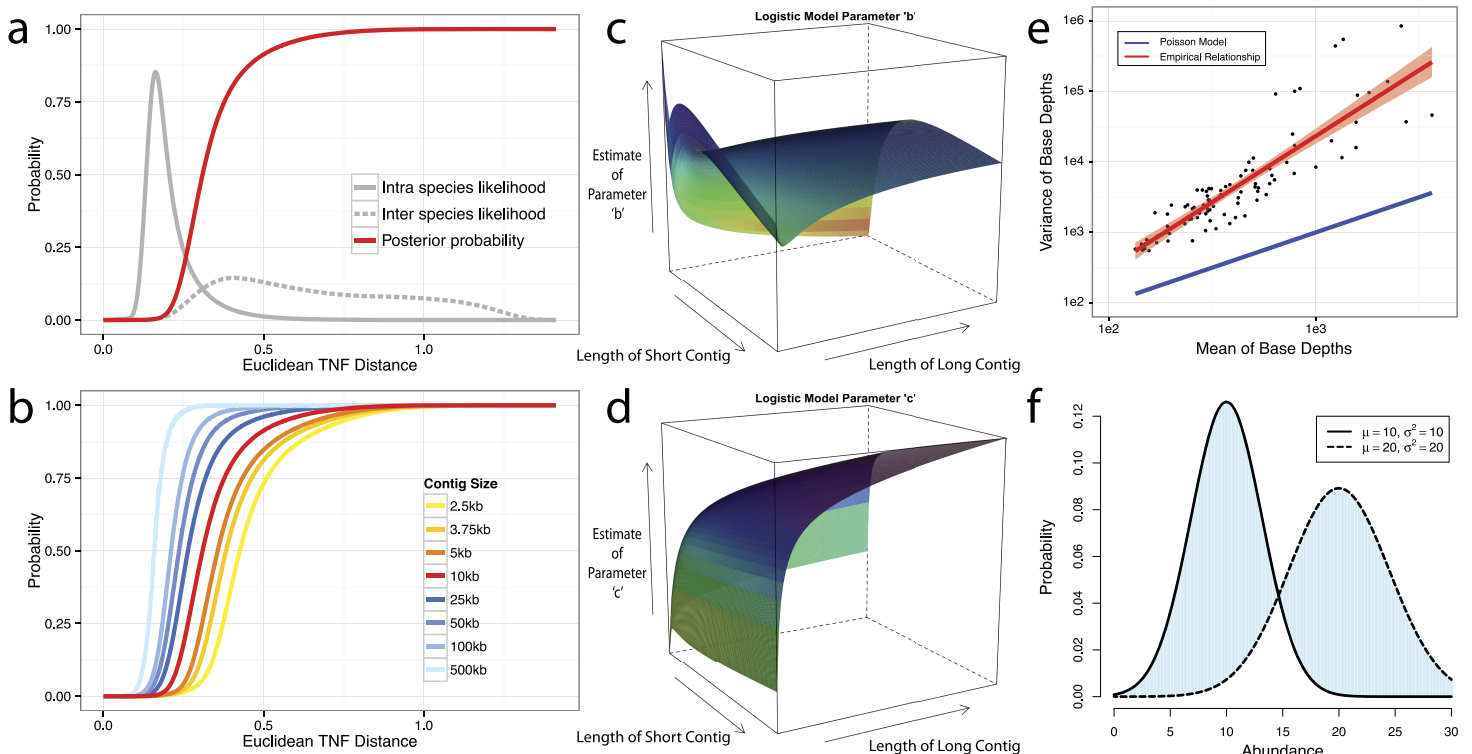 a
1.00
0.75
0.50
0.25
0.00
Probability
Intra species likelihood
Inter species likelihood
Posterior probability
0.0
0.5
1.0
Euclidean TNF Distance
b
1.00
0.75
0.50
0.25
0.00
Probability
Contig Size
2.5kb
3.75kb
5kb
10kb
25kb
50kb
100kb
500kb
0.0
0.5
1.0
Euclidean TNF Distance
c
Logistic Model Parameter 'b'
Estimate
of
Parameter
'b'
Length of Short Contig
Length of Long Contig
d
Logistic Model Parameter 'c'
Estimate
of
Parameter
'c'
Length of Short Contig
Length of Long Contig
e
1e6
1e5
1e4
1e3
1e2
Variance of Base Depths
Poisson Model
Empirical Relationship
1e2
1e3
Mean of Base Depths
f
0.12
0.10
0.08
0.06
0.04
0.02
0.00
Probability
μ = 10, σ² = 10
μ = 20, σ² = 20
0
5
10
15
20
25
30
Abundance